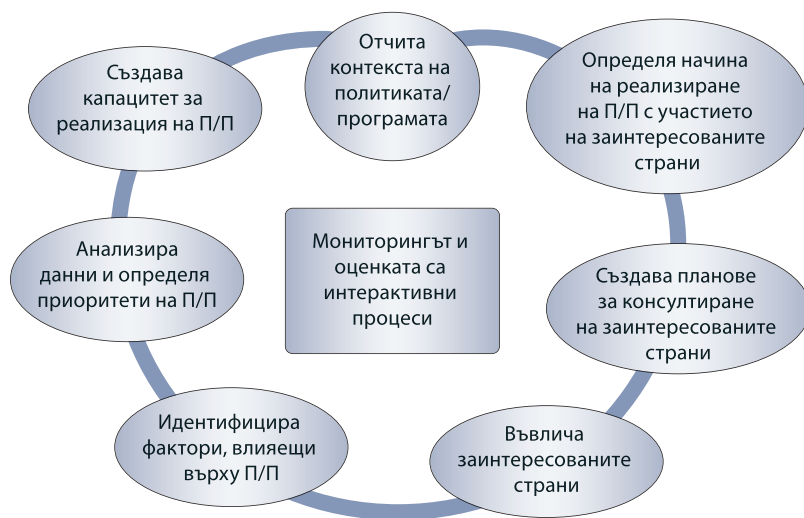 Отчита
контекста на
политиката/
програмата
Определя начина
на реализиране
на П/П с участието
на заинтересованите
страни
Създава планове
за консултиране
на заинтересованите
страни
Въвлича
заинтересованите
страни
Идентифицира
фактори, влияещи
върху П/П
Анализира
данни и определя
приоритети на П/П
Създава
капацитет за
реализация на П/П
Мониторингът и
оценката са
интерактивни
процеси